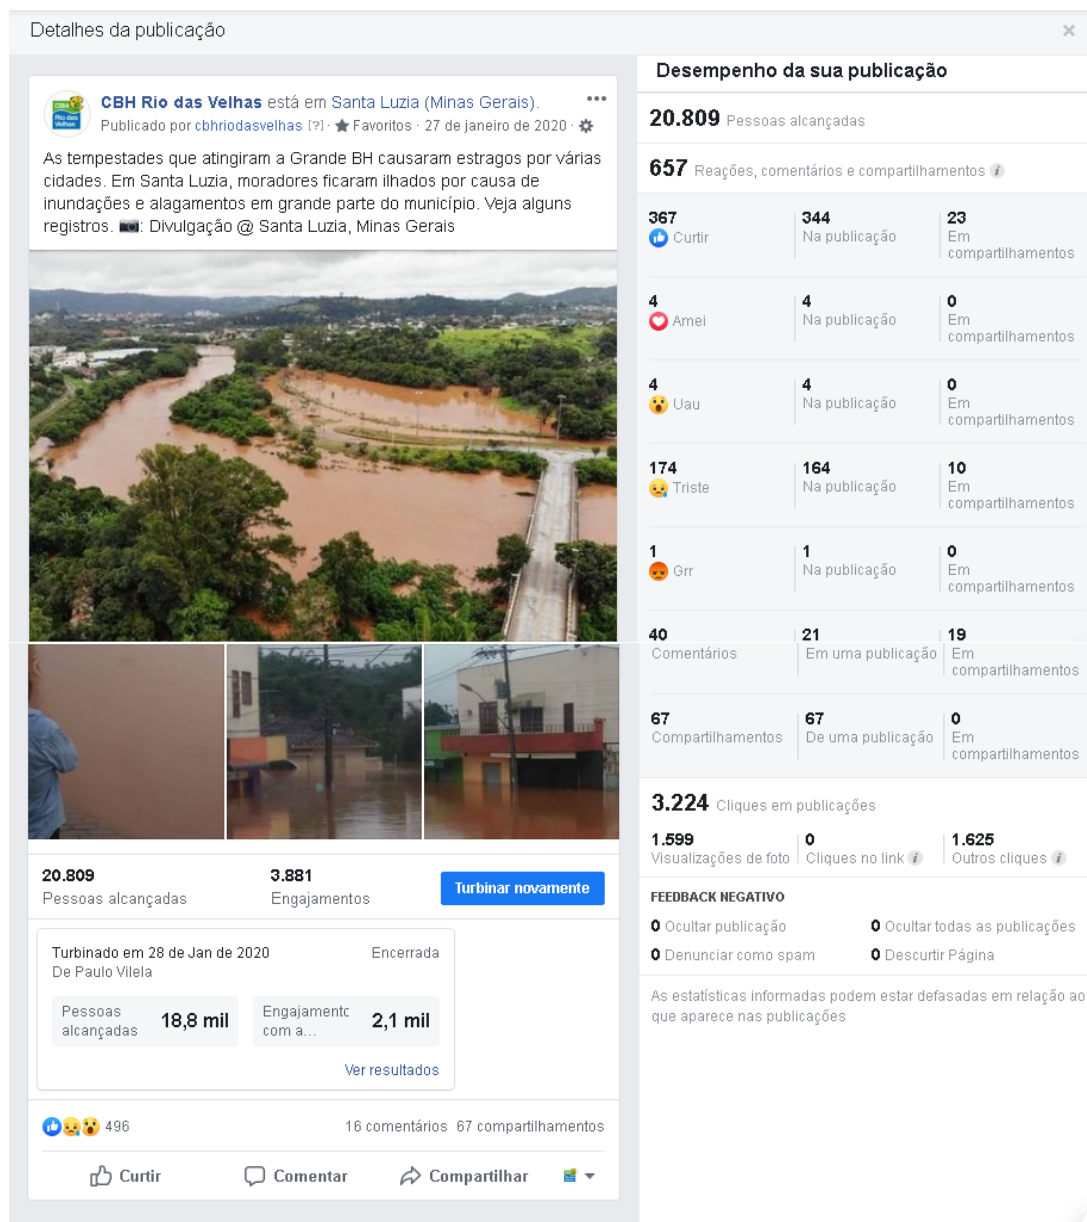 Detalhes da publicação
×
CBH Rio das Velhas está em Santa Luzia (Minas Gerais).
Publicado por cbhriodasvelhas [?] · Favoritos · 27 de janeiro de 2020 ·
As tempestades que atingiram a Grande BH causaram estragos por várias
cidades. Em Santa Luzia, moradores ficaram ilhados por causa de
inundações e alagamentos em grande parte do município. Veja alguns
registros. 📷: Divulgação @ Santa Luzia, Minas Gerais
CBH
Rio das
Velhas
20.809 3.881
Pessoas alcançadas Engajamentos
Turbinar novamente
Turbinado em 28 de Jan de 2020 Encerrada
De Paulo Vilela
Pessoas
alcançadas
18,8 mil
Engajamentc
com a...
2,1 mil
Ver resultados
496 16 comentários 67 compartilhamentos
Curtir Comentar Compartilhar
Desempenho da sua publicação
20.809 Pessoas alcançadas
657 Reações, comentários e compartilhamentos i
367 344 23
Curtir Na publicação Em
compartilhamentos
4 4 0
Amei Na publicação Em
compartilhamentos
4 4 0
Uau Na publicação Em
compartilhamentos
174 164 10
Triste Na publicação Em
compartilhamentos
1 1 0
Grr Na publicação Em
compartilhamentos
40 21 19
Comentários Em uma publicação Em
compartilhamentos
67 67 0
Compartilhamentos De uma publicação Em
compartilhamentos
3.224 Cliques em publicações
1.599 0 1.625
Visualizações de foto Cliques no link i Outros cliques i
FEEDBACK NEGATIVO
0 Ocultar publicação 0 Ocultar todas as publicações
0 Denunciar como spam 0 Descurtir Página
As estatísticas informadas podem estar defasadas em relação ao
que aparece nas publicações